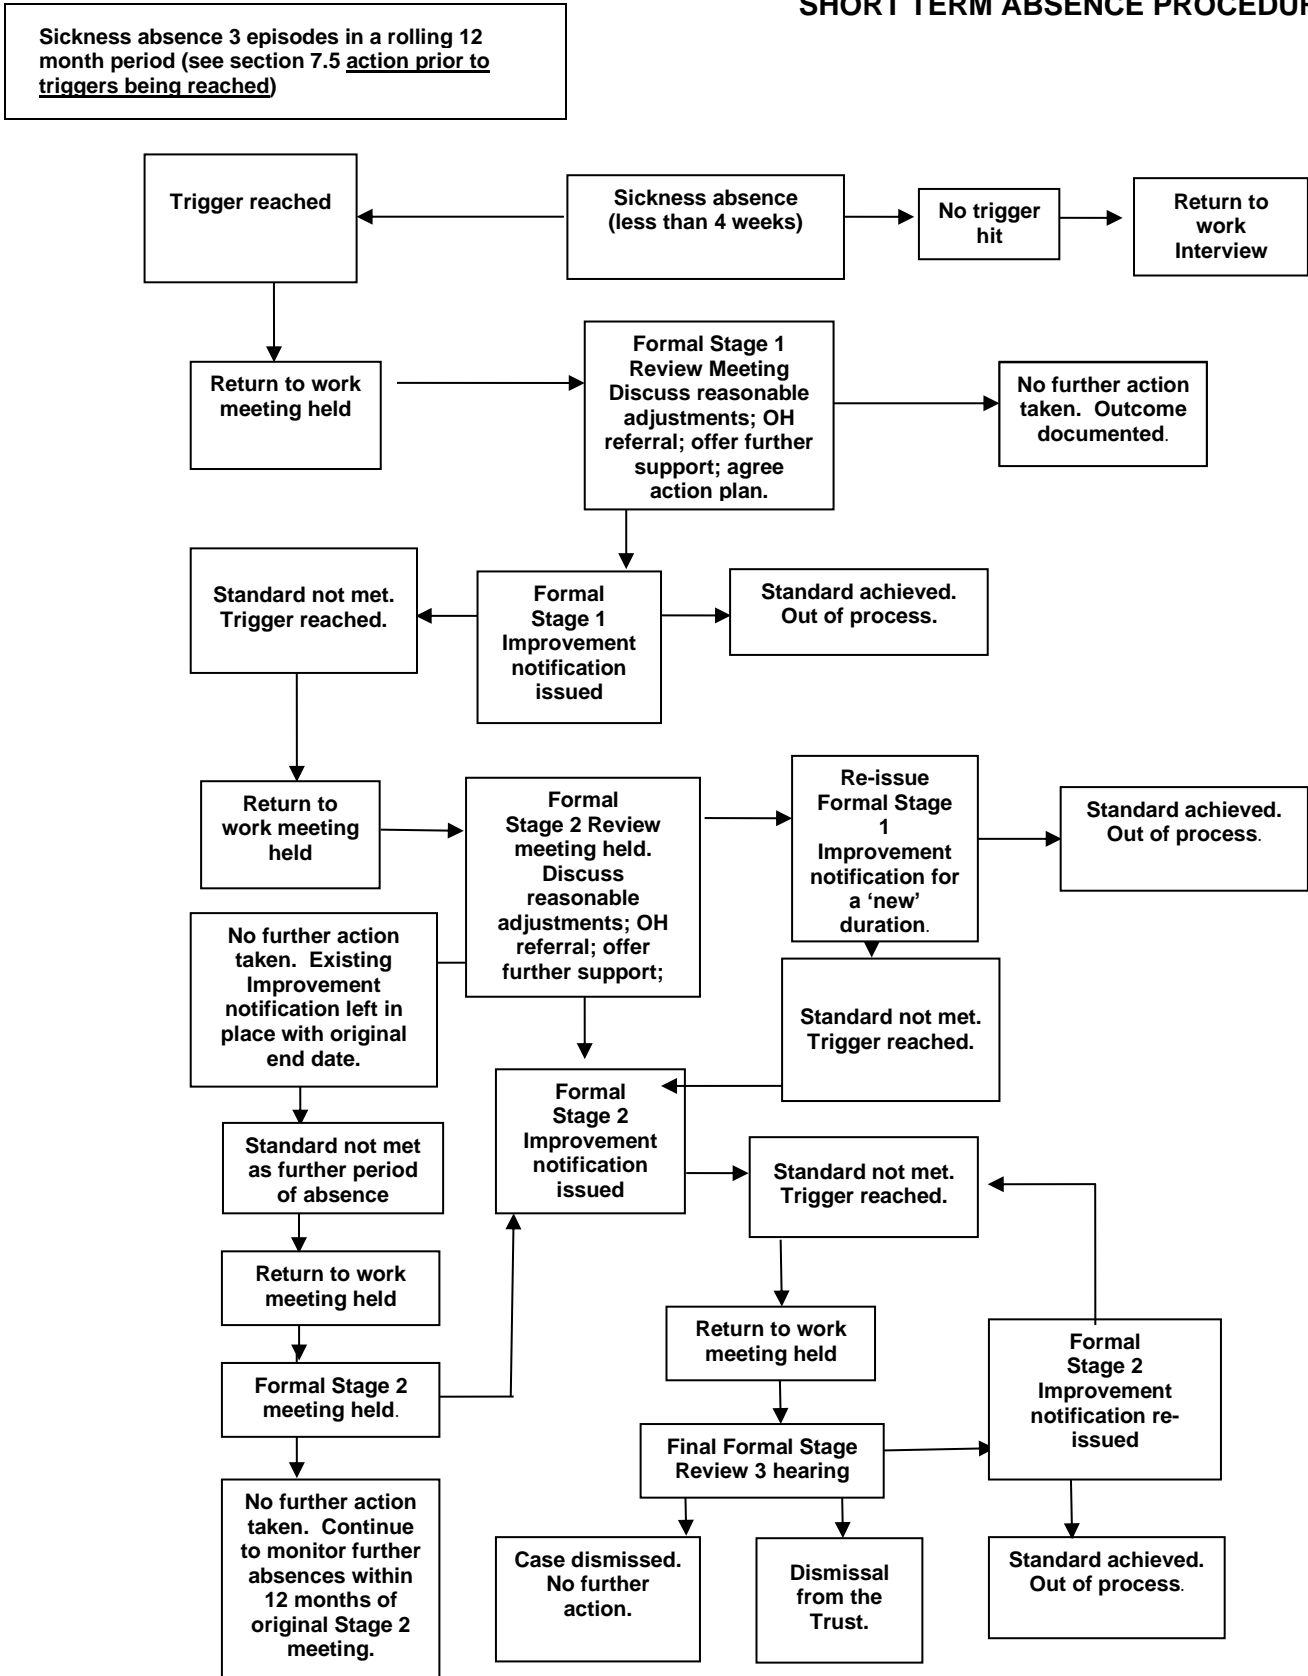 SHORT TERM ABSENCE PROCEDUR
Sickness absence 3 episodes in a rolling 12
month period (see section 7.5 action prior to
triggers being reached)
Trigger reached
Sickness absence
(less than 4 weeks)
No trigger
hit
Return to
work
Interview
Return to work
meeting held
Formal Stage 1
Review Meeting
Discuss reasonable
adjustments; OH
referral; offer further
support; agree
action plan.
No further action
taken.  Outcome
documented.
Standard not met.
Trigger reached.
Formal
Stage 1
Improvement
notification
issued
Standard achieved.
Out of process.
Return to
work meeting
held
Formal
Stage 2 Review
meeting held.
Discuss
reasonable
adjustments; OH
referral; offer
further support;
Re-issue
Formal Stage
1
Improvement
notification for
a ‘new’
duration.
Standard achieved.
Out of process.
No further action
taken.  Existing
Improvement
notification left in
place with original
end date.
Standard not met.
Trigger reached.
Formal
Stage 2
Improvement
notification
issued
Standard not met
as further period
of absence
Standard not met.
Trigger reached.
Return to work
meeting held
Return to work
meeting held
Formal
Stage 2
Improvement
notification re-
issued
Formal Stage 2
meeting held.
Final Formal Stage
Review 3 hearing
No further action
taken.  Continue
to monitor further
absences within
12 months of
original Stage 2
meeting.
Case dismissed.
No further
action.
Dismissal
from the
Trust.
Standard achieved.
Out of process.